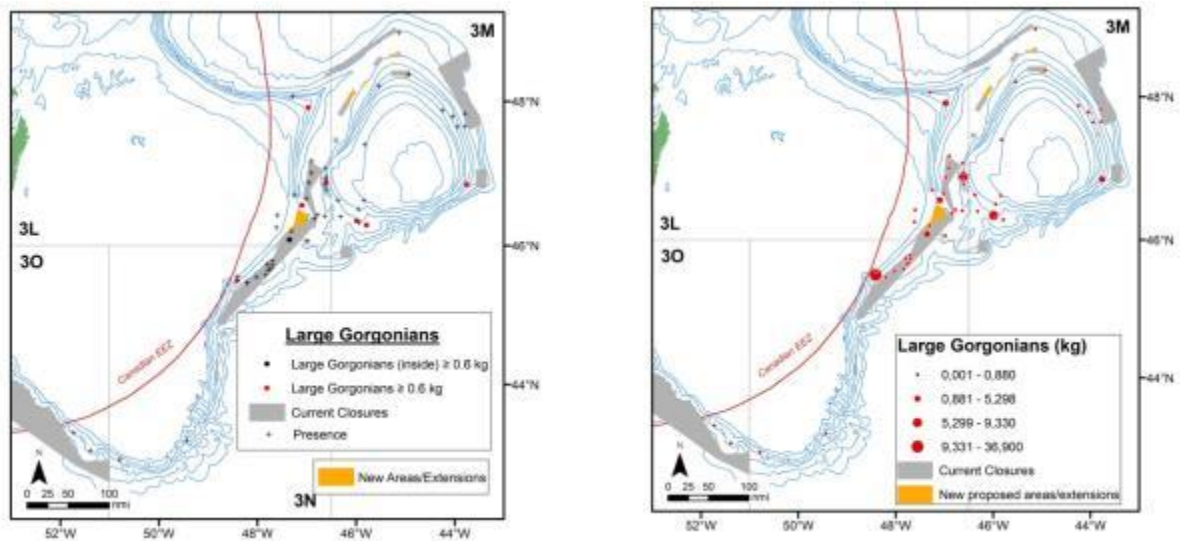 3M
48°N
3L
46°N
3O
Canadian EEZ
Large Gorgonians
Large Gorgonians (inside) ≥ 0.6 kg
Large Gorgonians ≥ 0.6 kg
Current Closures
Presence
44°N
N
0 25 50 100
nmi
New Areas/Extensions
3N
52°W 50°W 48°W 46°W 44°W
3M
48°N
3L
46°N
3O
Canadian EEZ
Large Gorgonians (kg)
0,001 - 0,880
0,881 - 5,298
5,299 - 9,330
9,331 - 36,900
Current Closures
New proposed areas/extensions
44°N
N
0 25 50 100
nmi
52°W 50°W 48°W 46°W 44°W